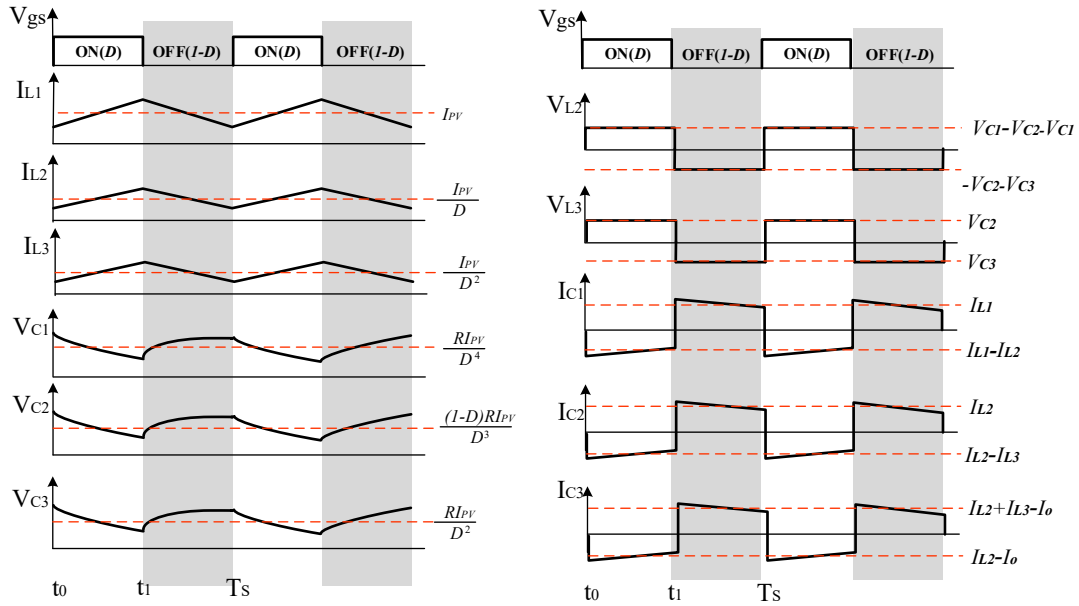 Vgs
ON(D) OFF(1-D) ON(D) OFF(1-D)
IL1
IPV
IL2
IPV
D
IL3
IPV
D²
VC1
RIPV
D⁴
VC2
(1-D)RIPV
D³
VC3
RIPV
D²
t0 t1 TS
Vgs
ON(D) OFF(1-D) ON(D) OFF(1-D)
VL2
VC1-VC2-VC1
-VC2-VC3
VL3
VC2
VC3
IC1
IL1
IL1-IL2
IC2
IL2
IL2-IL3
IC3
IL2+IL3-Io
IL2-Io
t0 t1 TS